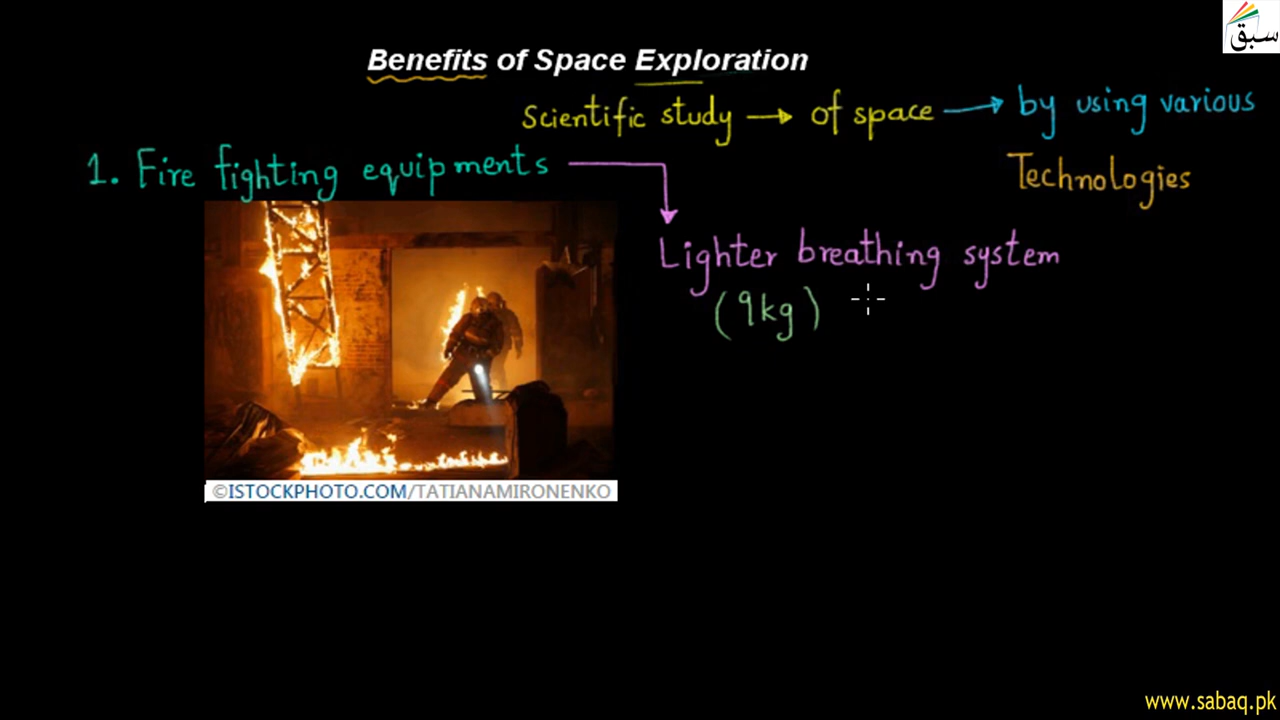 سبق
Benefits of Space Exploration
Scientific study → of space → by using various
Technologies
1. Fire fighting equipments
Lighter breathing system
(9kg)
©ISTOCKPHOTO.COM/TATIANAMIRONENKO
www.sabaq.pk